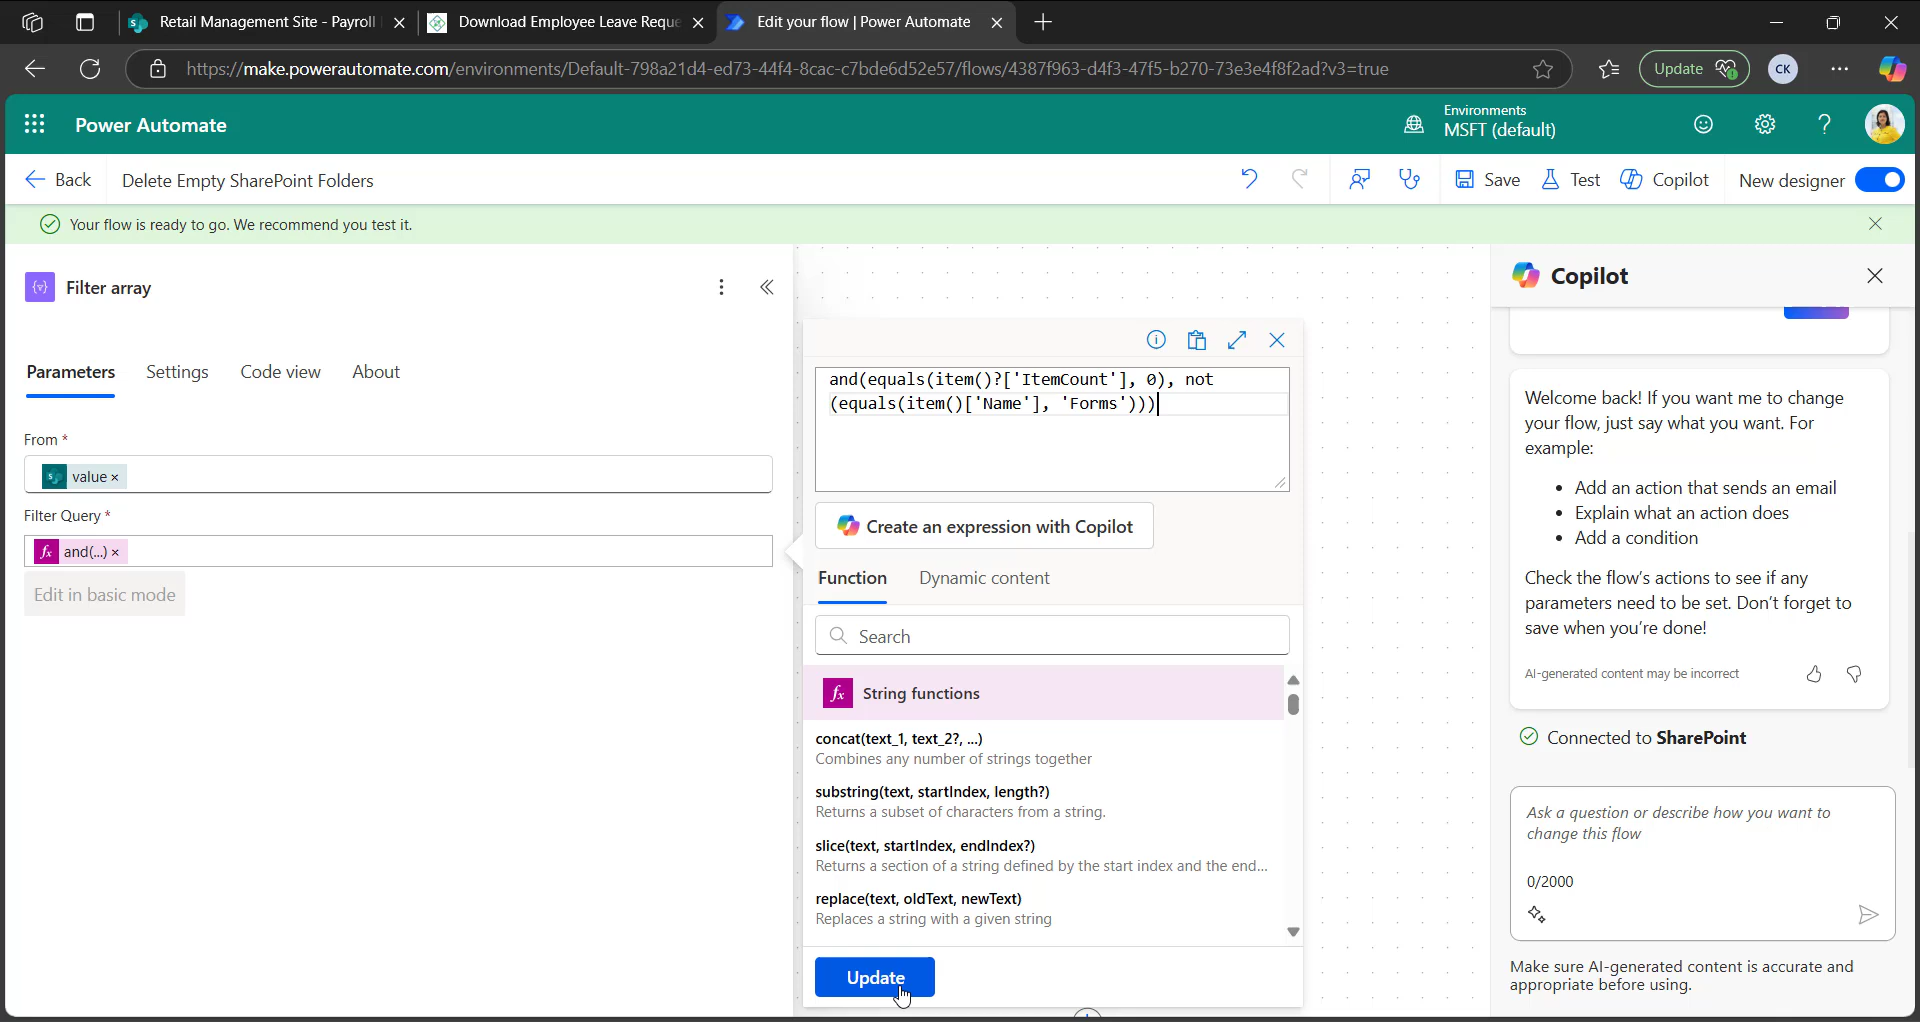 Retail Management Site - Payroll
Download Employee Leave Reque
Edit your flow | Power Automate
https://make.powerautomate.com/environments/Default-798a21d4-ed73-44f4-8cac-c7bde6d52e57/flows/4387f963-d4f3-47f5-b270-73e3e4f8f2ad?v3=true
Update
CK
Power Automate
Environments
MSFT (default)
Back
Delete Empty SharePoint Folders
Save
Test
Copilot
New designer
Your flow is ready to go. We recommend you test it.
Filter array
Parameters
Settings
Code view
About
From *
value ×
Filter Query *
fx and(...) ×
Edit in basic mode
and(equals(item()?['ItemCount'], 0), not
(equals(item()['Name'], 'Forms')))
Create an expression with Copilot
Function
Dynamic content
Search
fx String functions
concat(text_1, text_2?, ...)
Combines any number of strings together
substring(text, startIndex, length?)
Returns a subset of characters from a string.
slice(text, startIndex, endIndex?)
Returns a section of a string defined by the start index and the end...
replace(text, oldText, newText)
Replaces a string with a given string
Update
Copilot
Welcome back! If you want me to change
your flow, just say what you want. For
example:
• Add an action that sends an email
• Explain what an action does
• Add a condition
Check the flow's actions to see if any
parameters need to be set. Don't forget to
save when you're done!
AI-generated content may be incorrect
Connected to SharePoint
Ask a question or describe how you want to
change this flow
0/2000
Make sure AI-generated content is accurate and
appropriate before using.